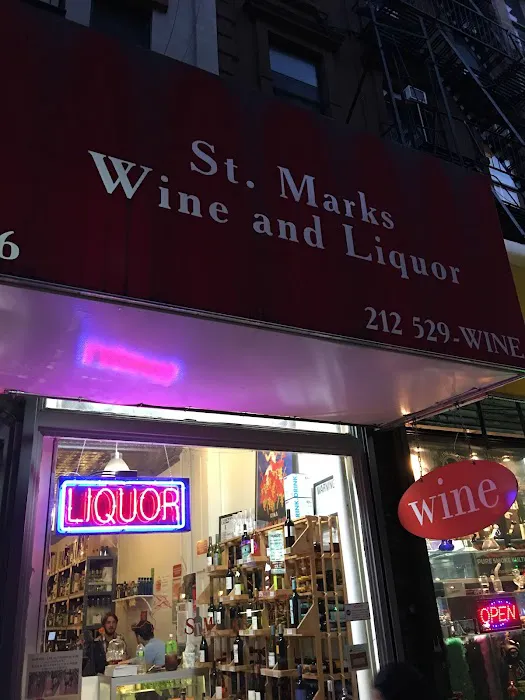 St. Marks
Wine and Liquor
6
212 529-WINE
LIQUOR
wine
OPEN